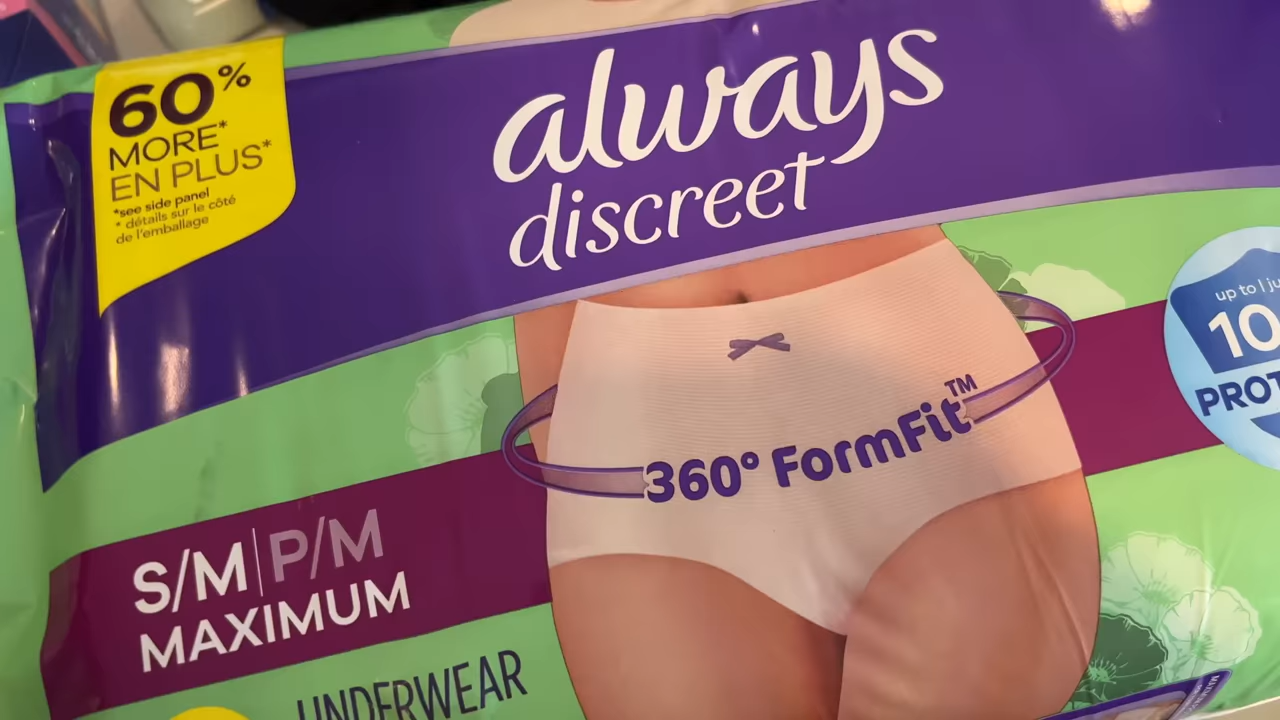 60%
MORE*
EN PLUS*
*see side panel
* détails sur le côté
de l'emballage
always
discreet
up to
10
PROT
360° FormFit™
S/M | P/M
MAXIMUM
UNDERWEAR